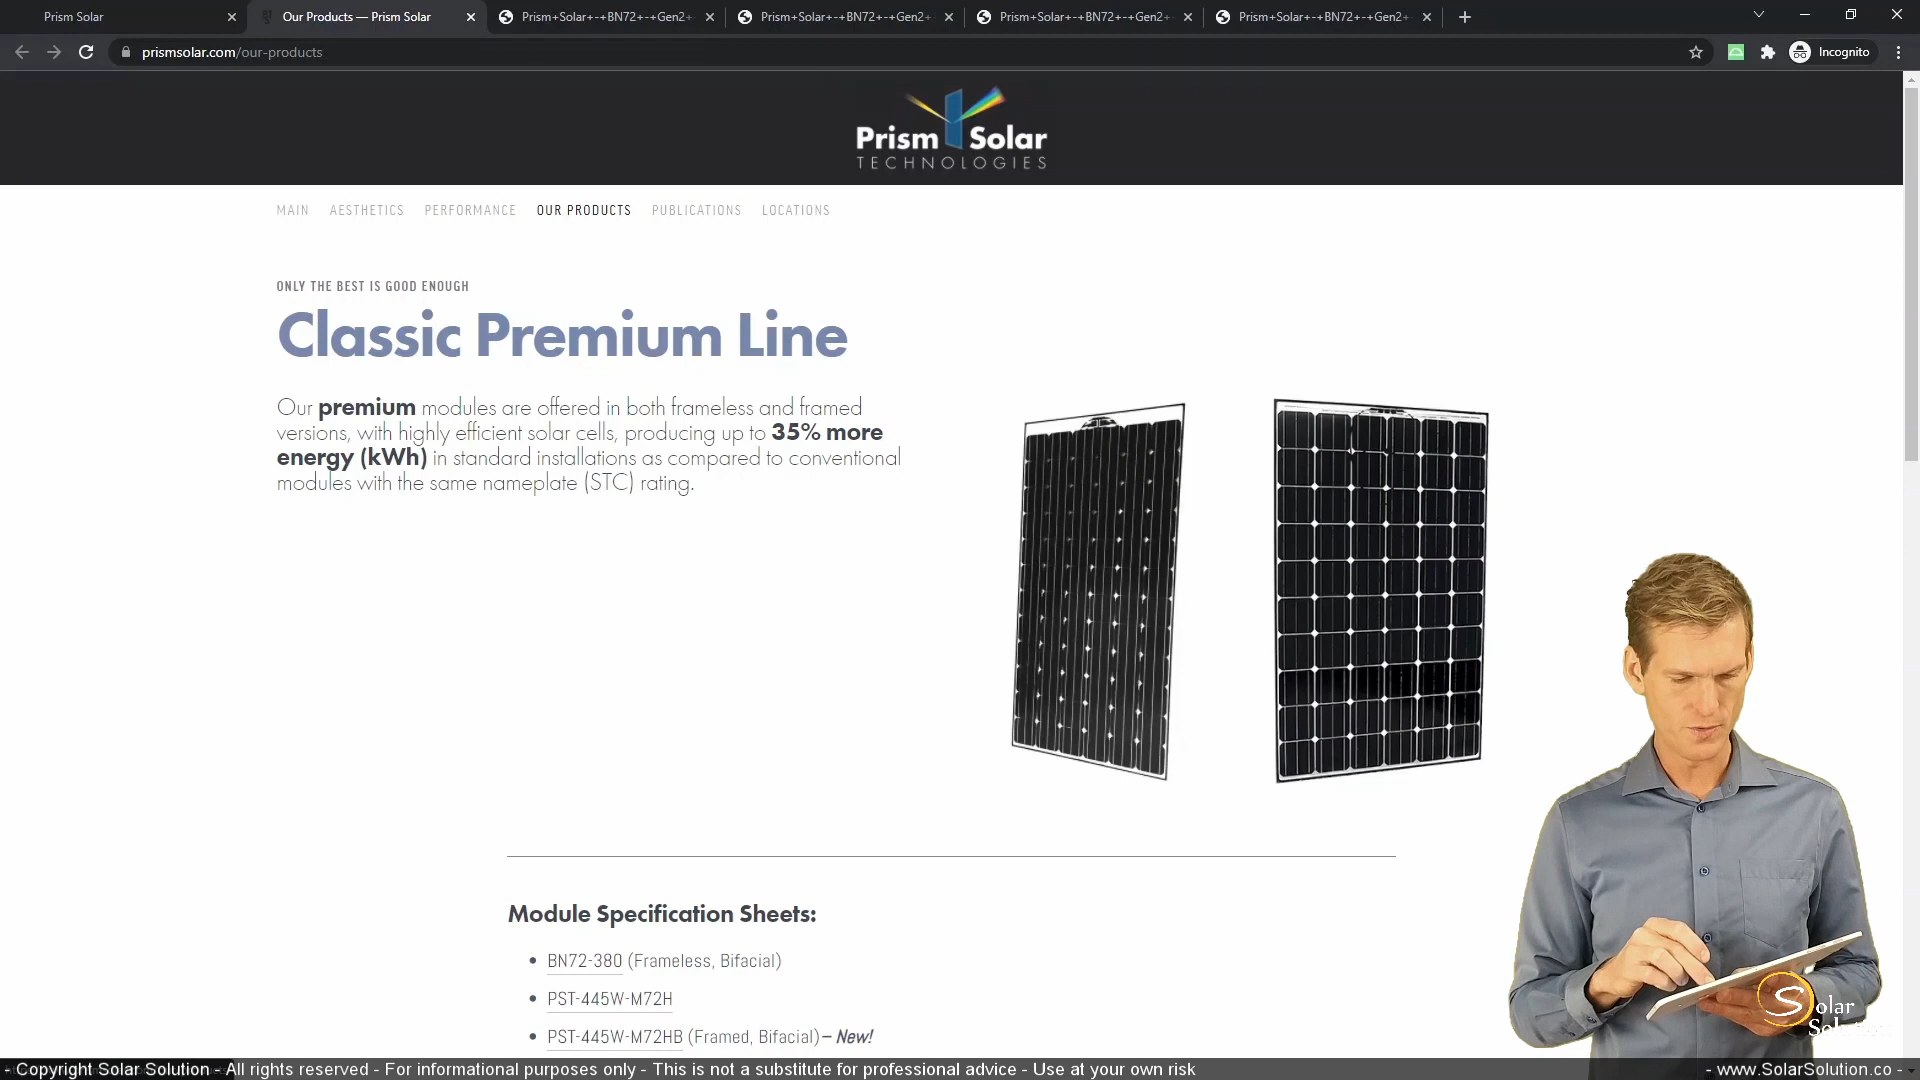 Prism Solar
Our Products — Prism Solar
Prism+Solar+-+BN72+-+Gen2+-
Prism+Solar+-+BN72+-+Gen2+-
Prism+Solar+-+BN72+-+Gen2+-
Prism+Solar+-+BN72+-+Gen2+-
prismsolar.com/our-products
Incognito
Prism Solar
TECHNOLOGIES
MAIN AESTHETICS PERFORMANCE OUR PRODUCTS PUBLICATIONS LOCATIONS
ONLY THE BEST IS GOOD ENOUGH
Classic Premium Line
Our premium modules are offered in both frameless and framed
versions, with highly efficient solar cells, producing up to 35% more
energy (kWh) in standard installations as compared to conventional
modules with the same nameplate (STC) rating.
Module Specification Sheets:
• BN72-380 (Frameless, Bifacial)
• PST-445W-M72H
• PST-445W-M72HB (Framed, Bifacial)– New!
Solar
Solution
- Copyright Solar Solution - All rights reserved - For informational purposes only - This is not a substitute for professional advice - Use at your own risk
- www.SolarSolution.co -